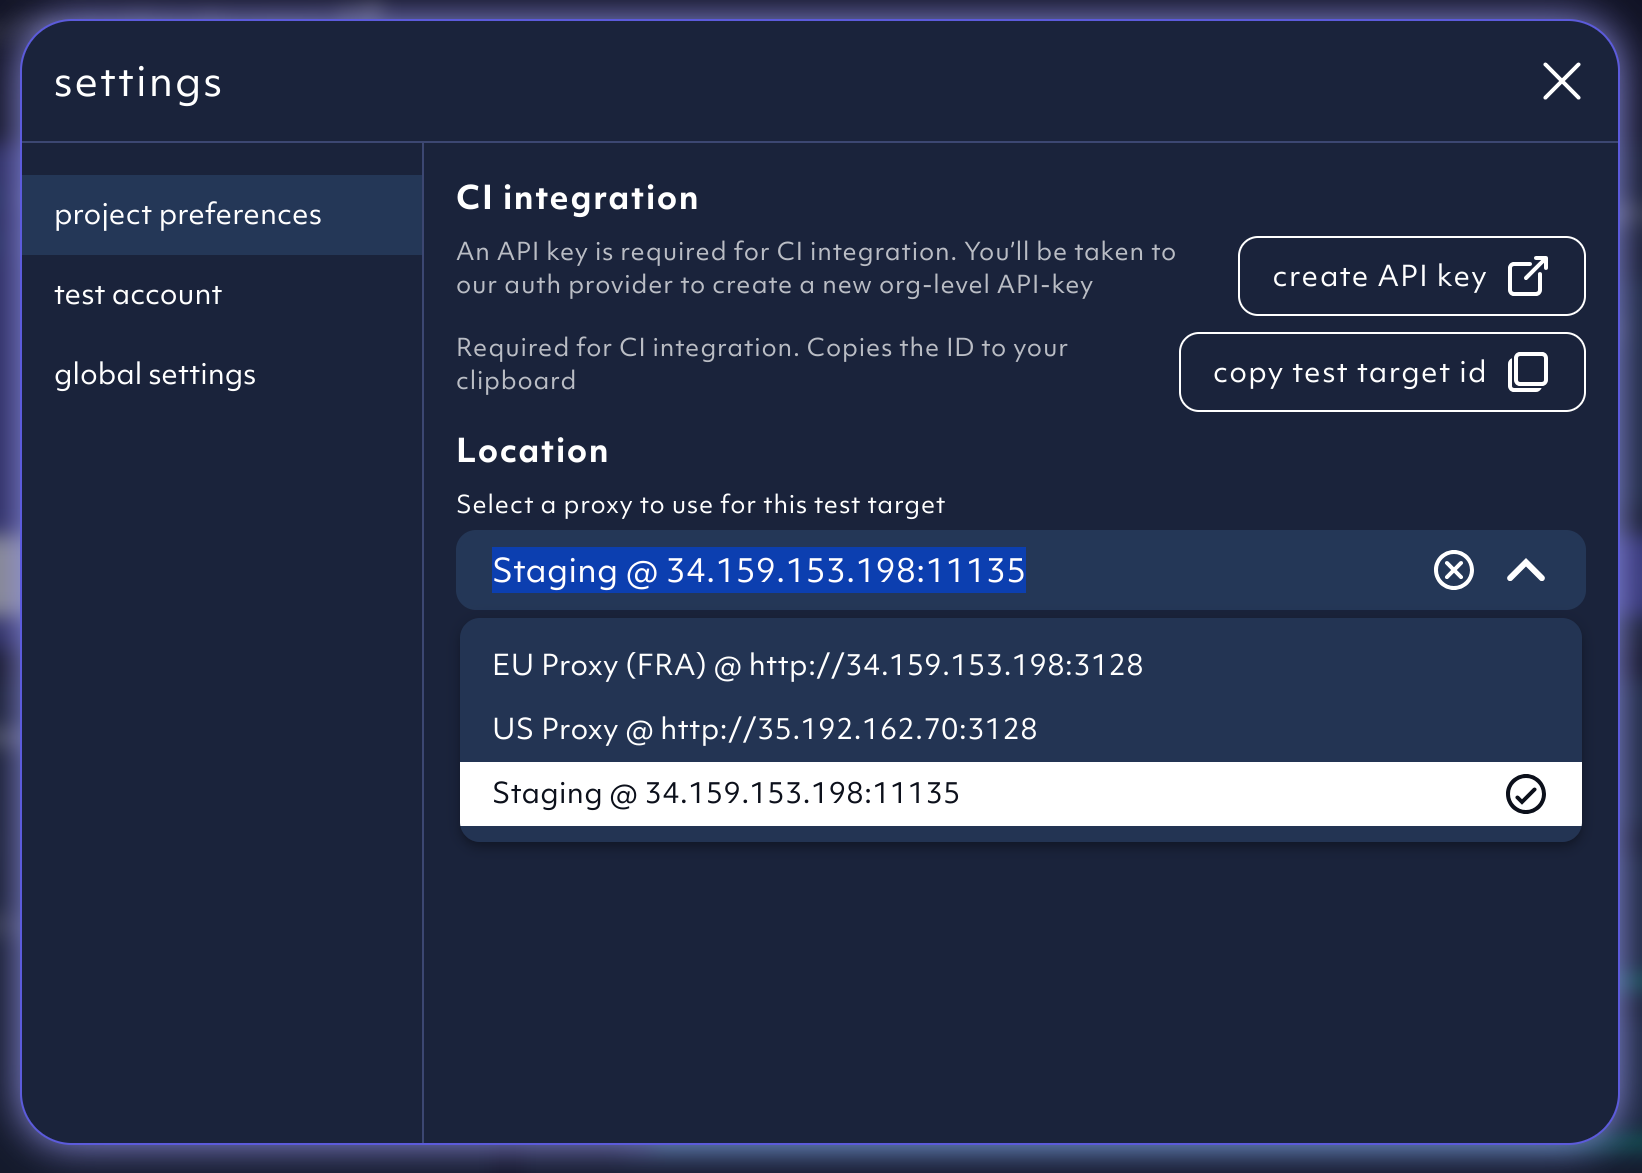 settings
project preferences
test account
global settings
CI integration
An API key is required for CI integration. You’ll be taken to
our auth provider to create a new org-level API-key
create API key
Required for CI integration. Copies the ID to your
clipboard
copy test target id
Location
Select a proxy to use for this test target
Staging @ 34.159.153.198:11135
EU Proxy (FRA) @ http://34.159.153.198:3128
US Proxy @ http://35.192.162.70:3128
Staging @ 34.159.153.198:11135